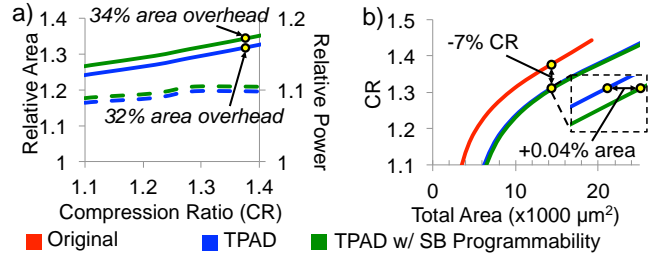 a)
34% area overhead
1.4
1.3
1.2
1.1
1
Relative Area
1.2
1.1
1
Relative Power
32% area overhead
1.1
1.2
1.3
1.4
Compression Ratio (CR)
b)
-7% CR
1.5
1.4
1.3
1.2
1.1
CR
+0.04% area
0
10
20
Total Area (x1000 µm²)
Original
TPAD
TPAD w/ SB Programmability